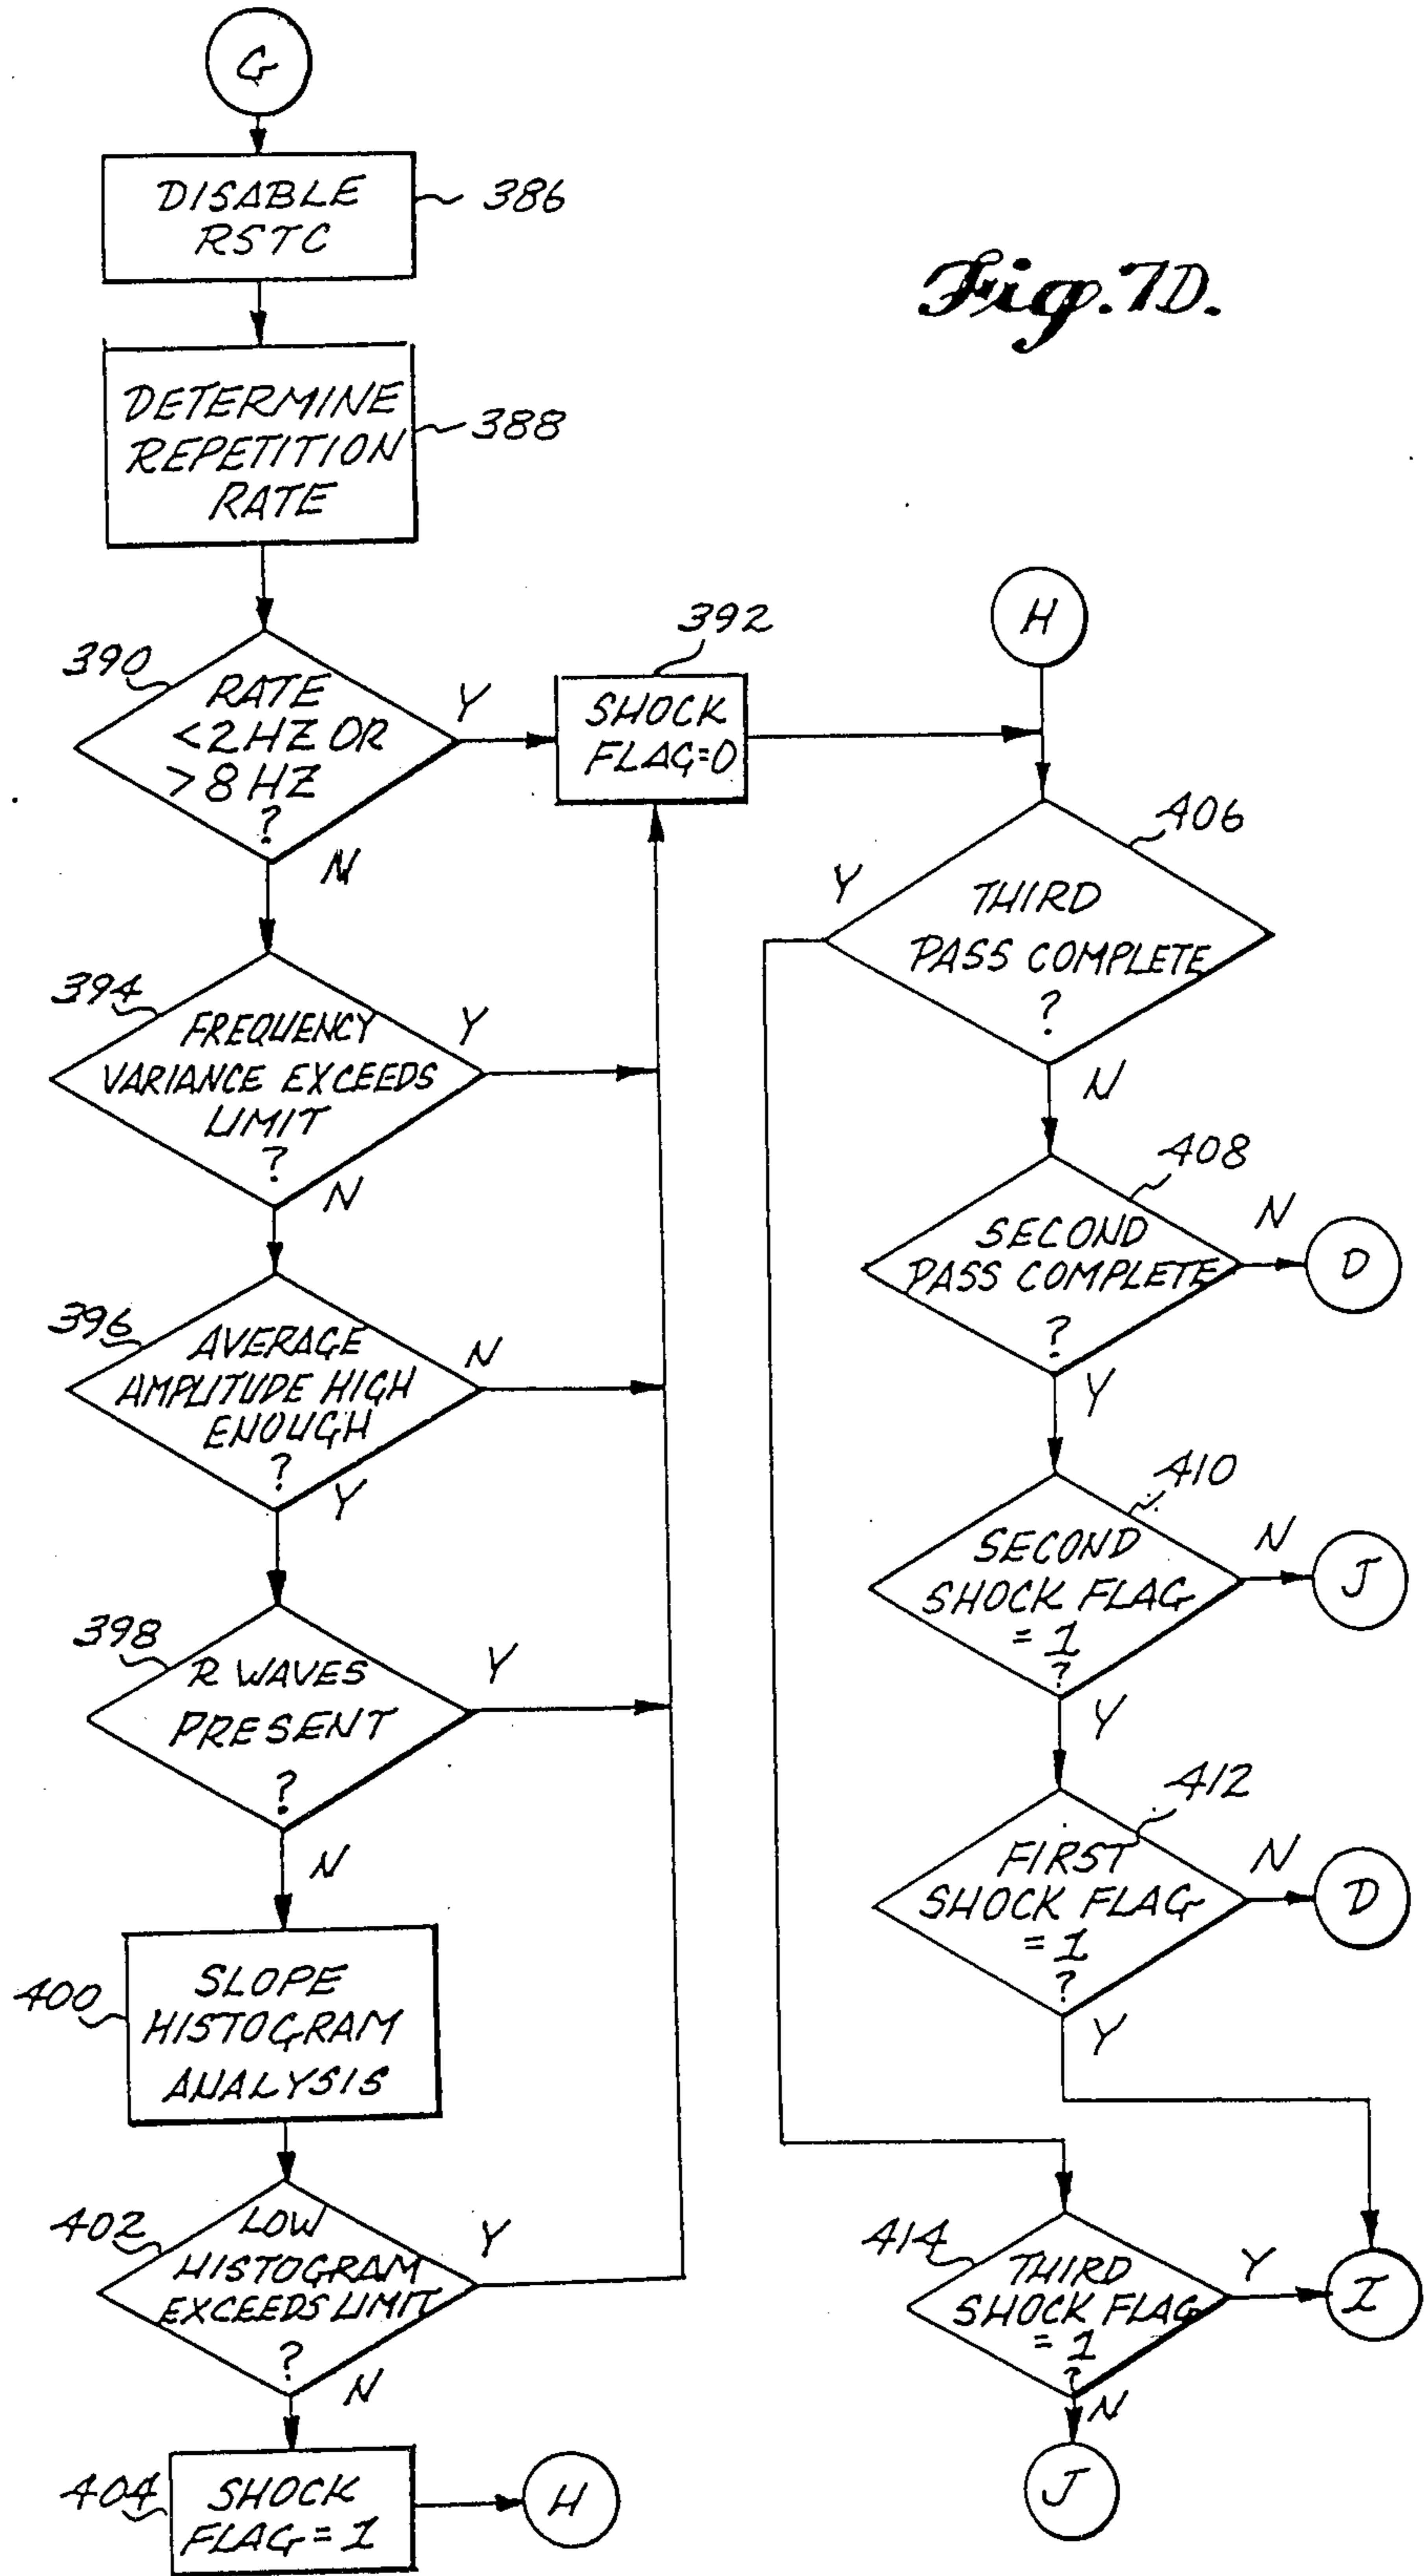 G
DISABLE
RSTC
386
Fig. 7D.
DETERMINE
REPETITION
RATE
388
390
RATE
<2 HZ OR
>8 HZ
?
Y
N
392
SHOCK
FLAG=0
394
FREQUENCY
VARIANCE EXCEEDS
LIMIT
?
Y
N
396
AVERAGE
AMPLITUDE HIGH
ENOUGH
?
N
Y
398
R WAVES
PRESENT
?
Y
N
400
SLOPE
HISTOGRAM
ANALYSIS
402
LOW
HISTOGRAM
EXCEEDS LIMIT
?
Y
N
404
SHOCK
FLAG = 1
H
H
406
THIRD
PASS COMPLETE
?
Y
N
408
SECOND
PASS COMPLETE
?
N
D
Y
410
SECOND
SHOCK FLAG
= 1
?
N
J
Y
412
FIRST
SHOCK FLAG
= 1
?
N
D
Y
414
THIRD
SHOCK FLAG
= 1
?
Y
I
N
J